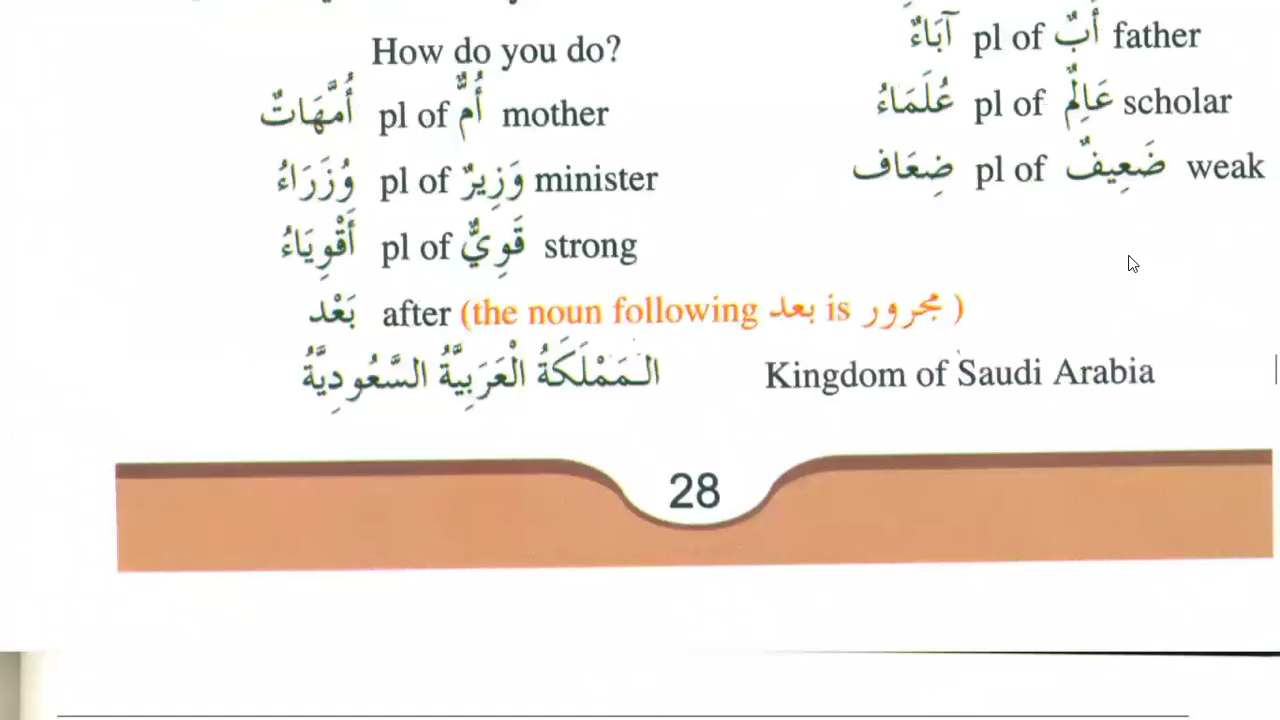 How do you do?
آبَاءٌ pl of أَبٌ father
أُمَّهَاتٌ pl of أُمٌّ mother
عُلَمَاءُ pl of عَالِمٌ scholar
وُزَرَاءُ pl of وَزِيرٌ minister
ضِعَاف pl of ضَعِيفٌ weak
أَقْوِيَاءُ pl of قَوِيٌّ strong
بَعْد after (the noun following بعد is مجرور )
الـمَمْلَكَةُ الْعَرَبِيَّةُ السَّعُودِيَّةُ Kingdom of Saudi Arabia
28